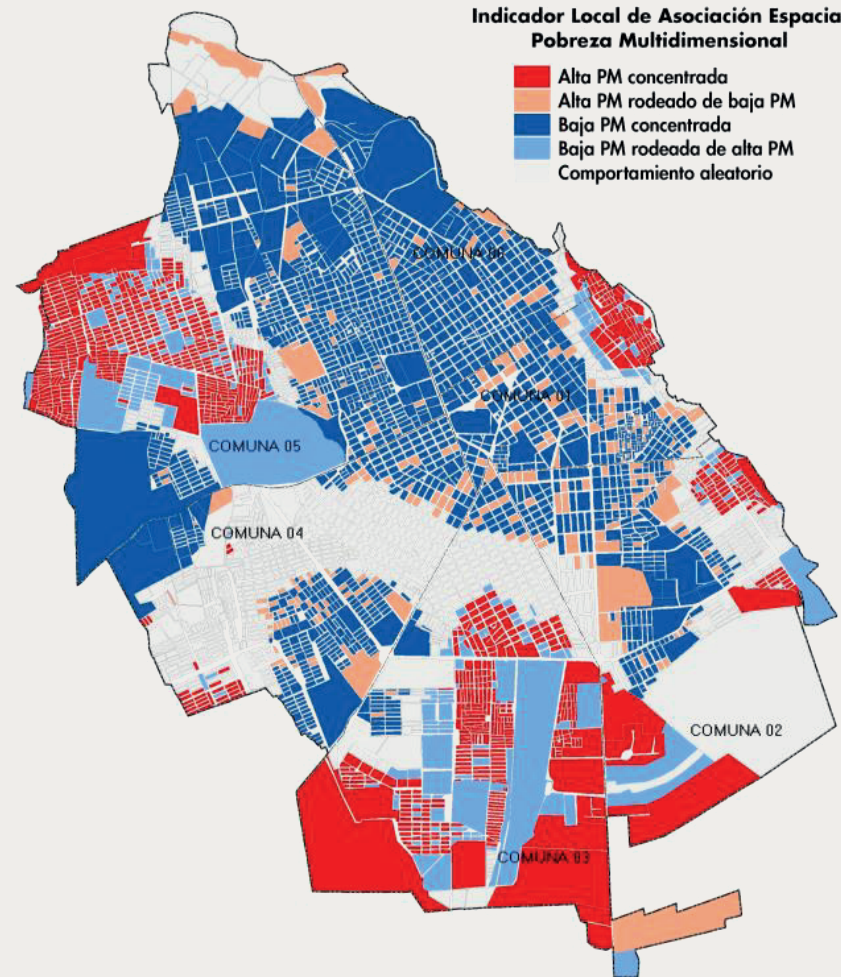 Indicador Local de Asociación Espacia
Pobreza Multidimensional
Alta PM concentrada
Alta PM rodeado de baja PM
Baja PM concentrada
Baja PM rodeada de alta PM
Comportamiento aleatorio
COMUNA 06
COMUNA 01
COMUNA 05
COMUNA 04
COMUNA 02
COMUNA 03